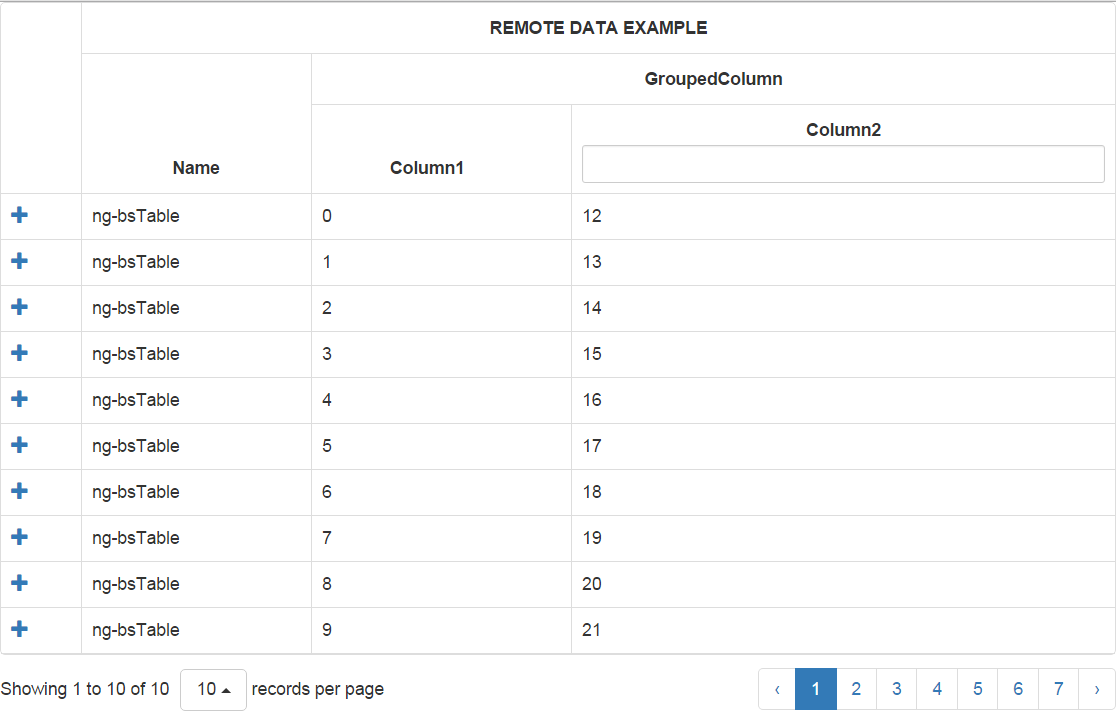 REMOTE DATA EXAMPLE
GroupedColumn
Name Column1 Column2
ng-bsTable 0 12
ng-bsTable 1 13
ng-bsTable 2 14
ng-bsTable 3 15
ng-bsTable 4 16
ng-bsTable 5 17
ng-bsTable 6 18
ng-bsTable 7 19
ng-bsTable 8 20
ng-bsTable 9 21
Showing 1 to 10 of 10 10 records per page ‹ 1 2 3 4 5 6 7 ›